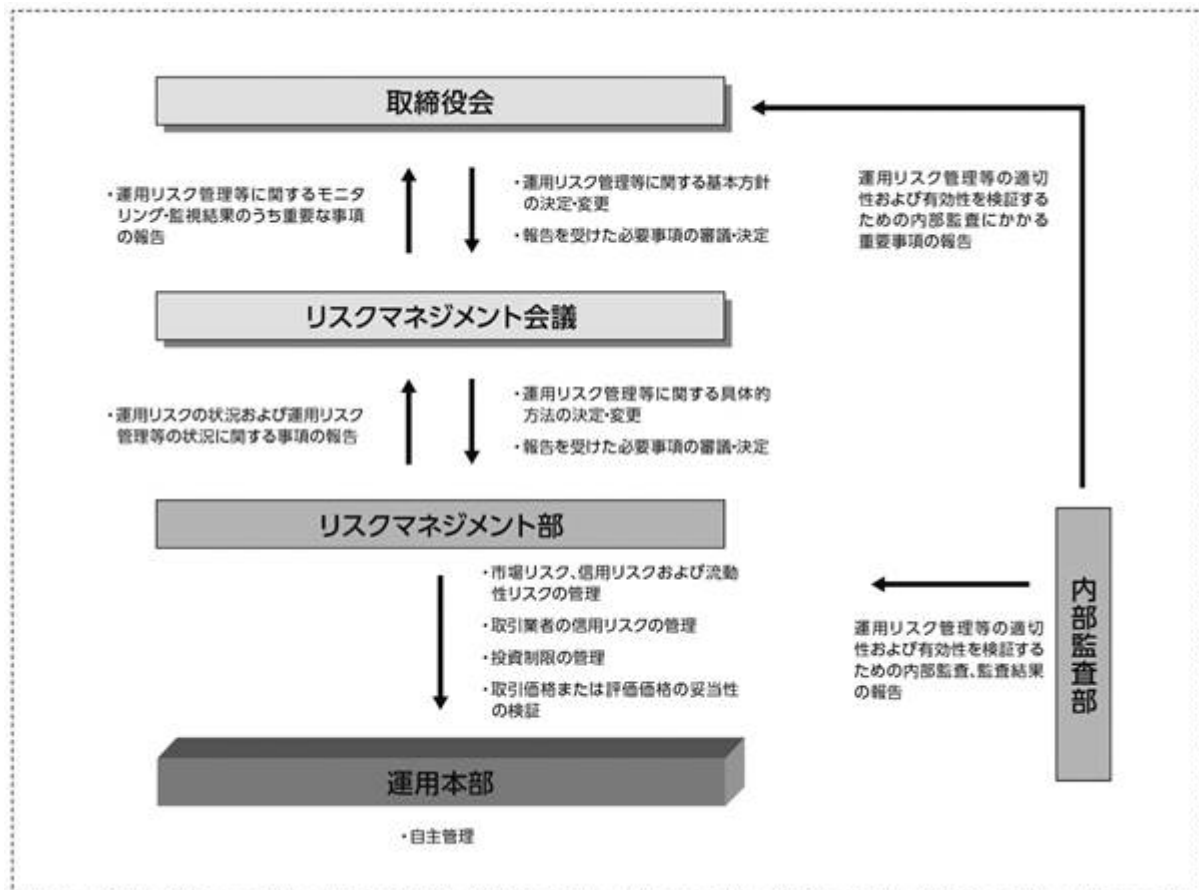 取締役会
・運用リスク管理等に関するモニタ
リング・監視結果のうち重要な事項
の報告
・運用リスク管理等に関する基本方針
の決定・変更
・報告を受けた必要事項の審議・決定
運用リスク管理等の適切
性および有効性を検証する
ための内部監査にかかる
重要事項の報告
リスクマネジメント会議
・運用リスクの状況および運用リスク
管理等の状況に関する事項の報告
・運用リスク管理等に関する具体的
方法の決定・変更
・報告を受けた必要事項の審議・決定
リスクマネジメント部
・市場リスク、信用リスクおよび流動
性リスクの管理
・取引業者の信用リスクの管理
・投資制限の管理
・取引価格または評価価格の妥当性
の検証
運用リスク管理等の適切
性および有効性を検証する
ための内部監査、監査結果
の報告
内部監査部
運用本部
・自主管理